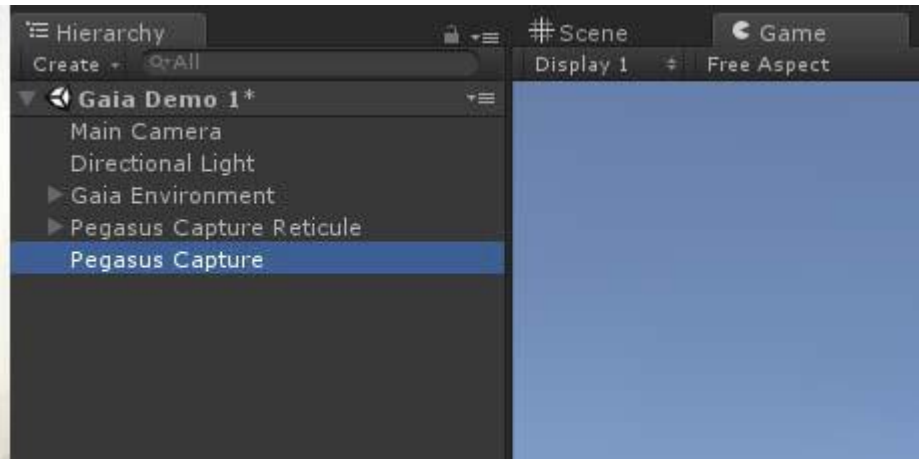 Hierarchy
Create
All
Gaia Demo 1*
Main Camera
Directional Light
Gaia Environment
Pegasus Capture Reticule
Pegasus Capture
Scene
Game
Display 1
Free Aspect